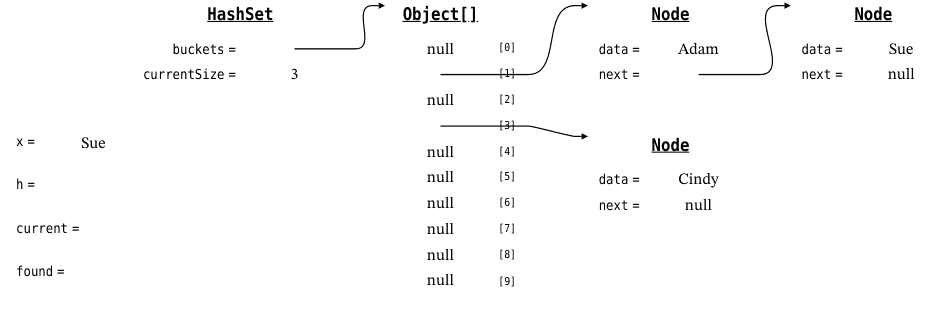 HashSet Object[] Node Node
buckets = null [0] data = Adam data = Sue
currentSize = 3 [1] next = next = null
null [2]
[3]
x = Sue Node
null [4]
h = null [5] data = Cindy
null [6] next = null
current = null [7]
null [8]
found =
null [9]